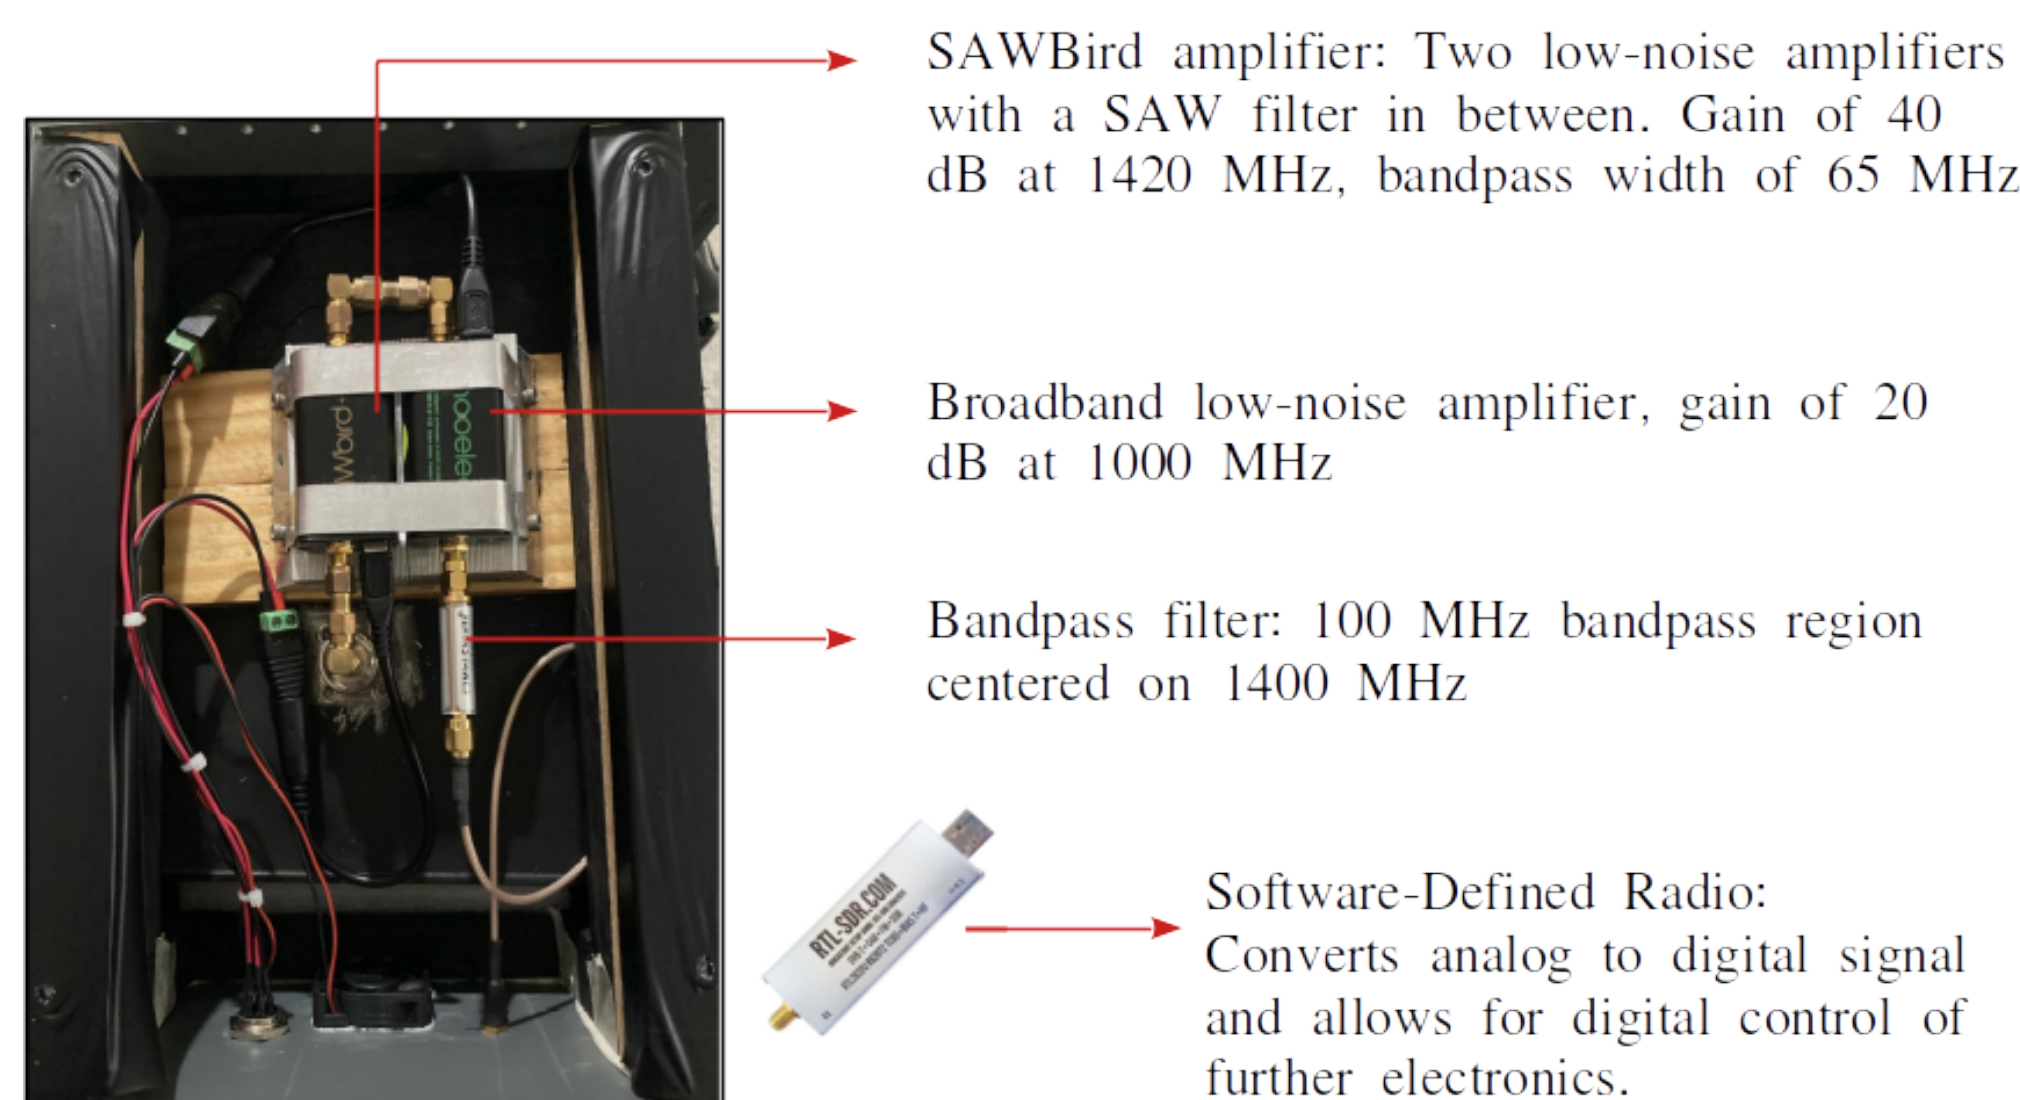 SAWBird amplifier: Two low-noise amplifiers
with a SAW filter in between. Gain of 40
dB at 1420 MHz, bandpass width of 65 MHz
Broadband low-noise amplifier, gain of 20
dB at 1000 MHz
Bandpass filter: 100 MHz bandpass region
centered on 1400 MHz
RTL-SDR.COM
Software-Defined Radio:
Converts analog to digital signal
and allows for digital control of
further electronics.